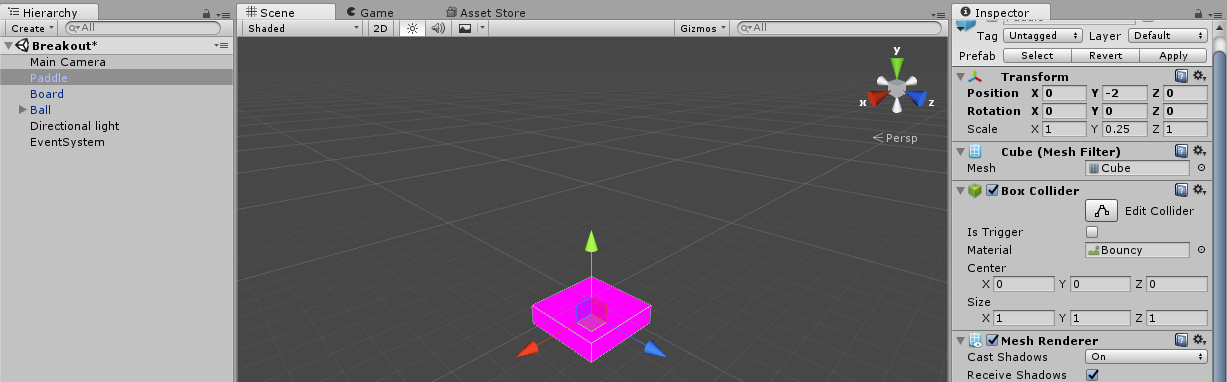 Hierarchy
Create All
Breakout*
Main Camera
Paddle
Board
Ball
Directional light
EventSystem
Scene Game Asset Store
Shaded 2D Gizmos All
y
x z
Persp
Inspector
Tag Untagged Layer Default
Prefab Select Revert Apply
Transform
Position X 0 Y -2 Z 0
Rotation X 0 Y 0 Z 0
Scale X 1 Y 0.25 Z 1
Cube (Mesh Filter)
Mesh Cube
Box Collider
Edit Collider
Is Trigger
Material Bouncy
Center
X 0 Y 0 Z 0
Size
X 1 Y 1 Z 1
Mesh Renderer
Cast Shadows On
Receive Shadows